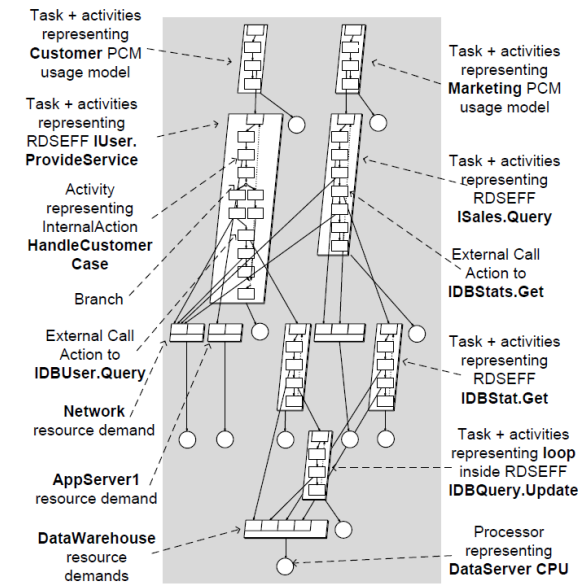 Task + activities
representing
Customer PCM
usage model
Task + activities
representing
RDSEFF IUser.
ProvideService
Activity
representing
InternalAction
HandleCustomer
Case
Branch
External Call
Action to
IDBUser.Query
Network
resource demand
AppServer1
resource demand
DataWarehouse
resource
demands
Task + activities
representing
Marketing PCM
usage model
Task + activities
representing
RDSEFF
ISales.Query
External Call
Action to
IDBStats.Get
Task + activities
representing
RDSEFF
IDBStat.Get
Task + activities
representing loop
inside RDSEFF
IDBQuery.Update
Processor
representing
DataServer CPU